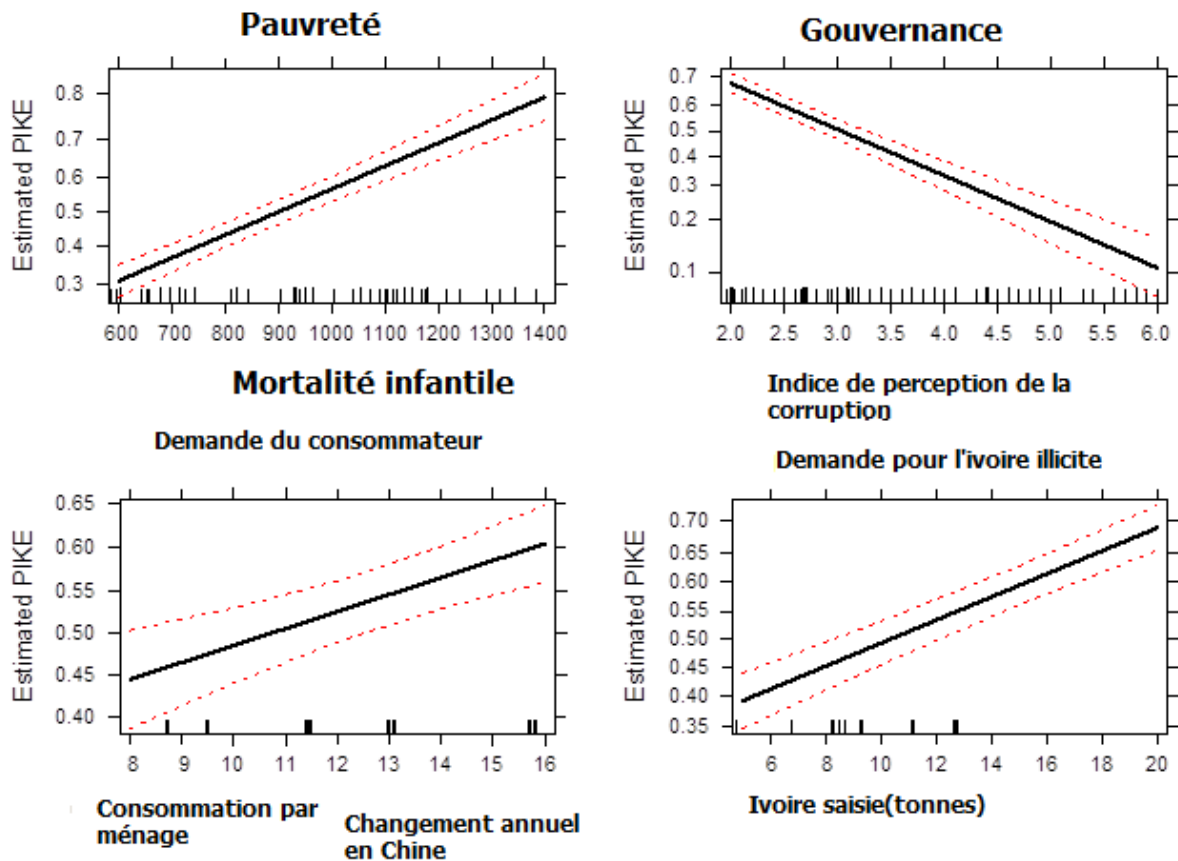 Pauvreté
Estimated PIKE
0.8
0.7
0.6
0.5
0.4
0.3
600 700 800 900 1000 1100 1200 1300 1400
Mortalité infantile
Gouvernance
Estimated PIKE
0.7
0.6
0.5
0.4
0.3
0.2
0.1
2.0 2.5 3.0 3.5 4.0 4.5 5.0 5.5 6.0
Indice de perception de la
corruption
Demande du consommateur
Estimated PIKE
0.65
0.60
0.55
0.50
0.45
0.40
8 9 10 11 12 13 14 15 16
Consommation par
ménage
Changement annuel
en Chine
Demande pour l'ivoire illicite
Estimated PIKE
0.70
0.65
0.60
0.55
0.50
0.45
0.40
0.35
6 8 10 12 14 16 18 20
Ivoire saisie(tonnes)